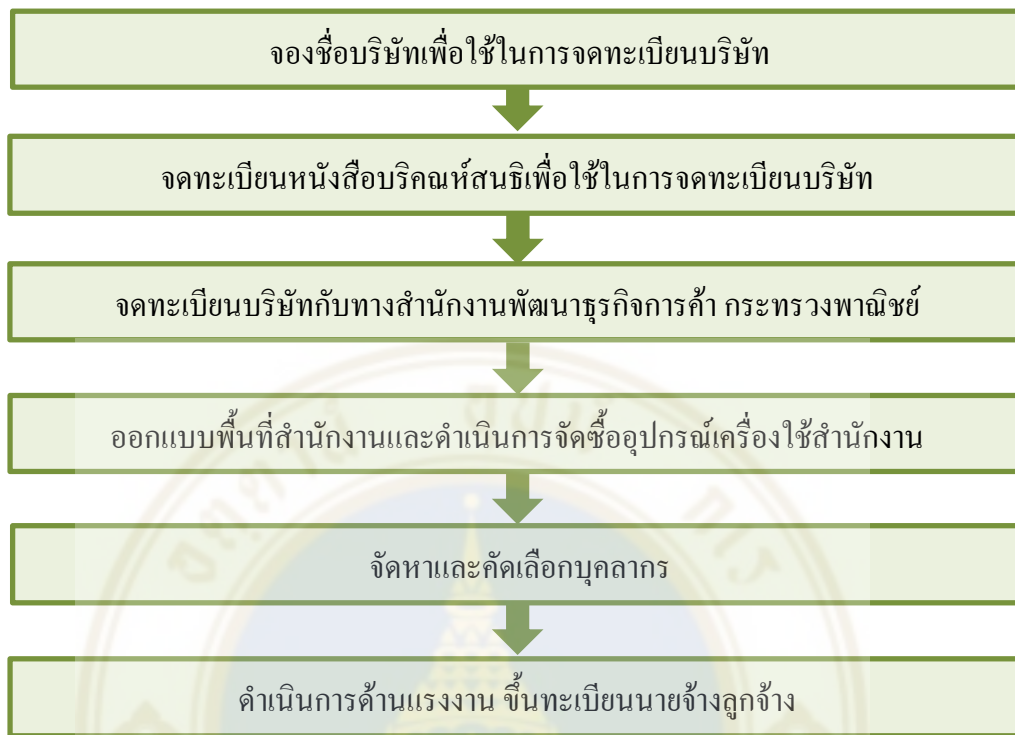 จองชื่อบริษัทเพื่อใช้ในการจดทะเบียนบริษัท
จดทะเบียนหนังสือบริคณห์สนธิเพื่อใช้ในการจดทะเบียนบริษัท
จดทะเบียนบริษัทกับทางสำนักงานพัฒนาธุรกิจการค้า กระทรวงพาณิชย์
ออกแบบพื้นที่สำนักงานและดำเนินการจัดซื้ออุปกรณ์เครื่องใช้สำนักงาน
จัดหาและคัดเลือกบุคลากร
ดำเนินการด้านแรงงาน ขึ้นทะเบียนนายจ้างลูกจ้าง